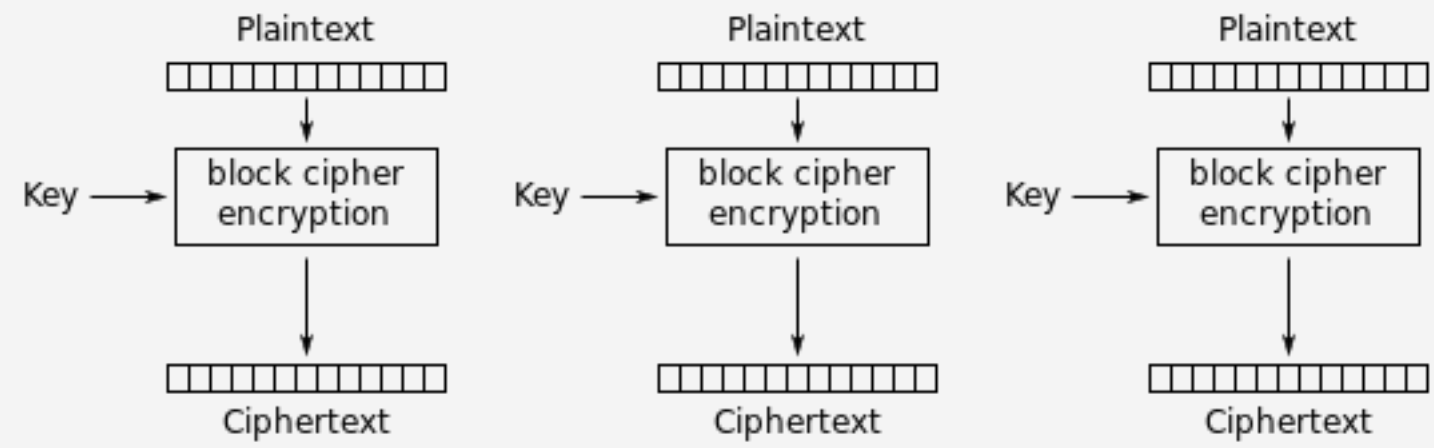 Plaintext Plaintext Plaintext
block cipher block cipher block cipher
Key Key Key
encryption encryption encryption
Ciphertext Ciphertext Ciphertext